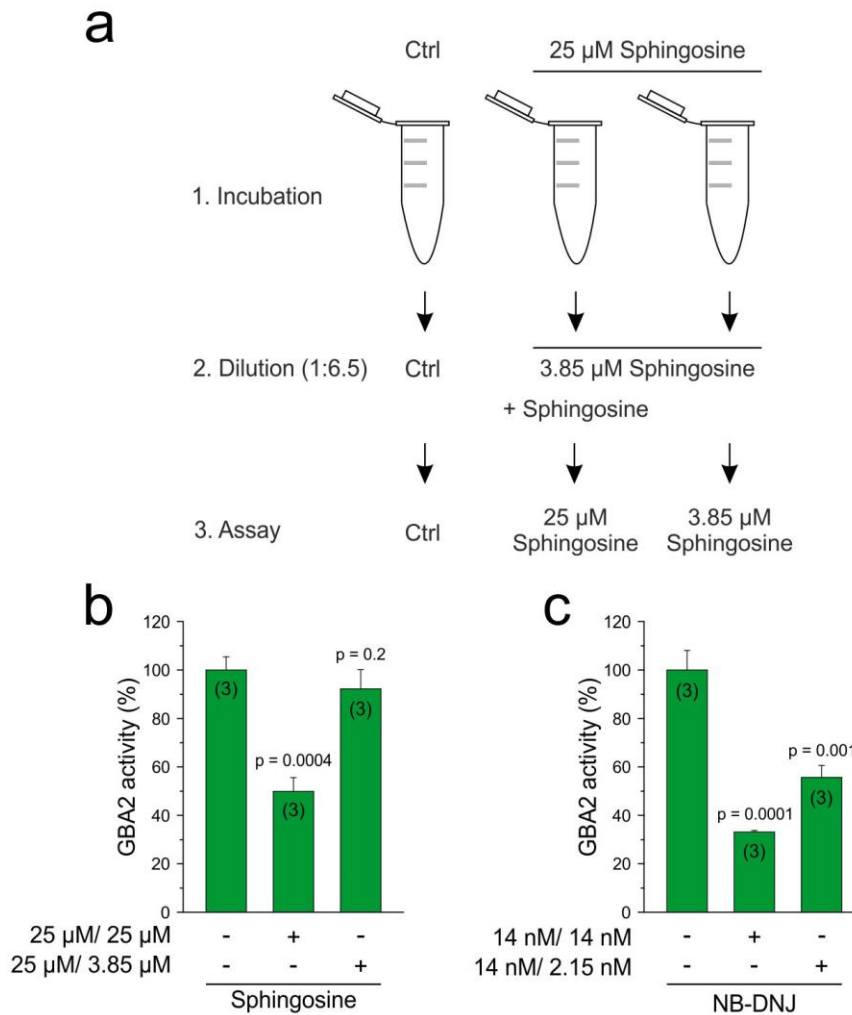 a
Ctrl 25 µM Sphingosine
1. Incubation
2. Dilution (1:6.5) Ctrl 3.85 µM Sphingosine
+ Sphingosine
3. Assay Ctrl 25 µM Sphingosine 3.85 µM Sphingosine
b
GBA2 activity (%)
120
100
80
60
40
20
0
(3)
p = 0.0004
(3)
p = 0.2
(3)
25 µM/ 25 µM - + -
25 µM/ 3.85 µM - - +
Sphingosine
c
GBA2 activity (%)
120
100
80
60
40
20
0
(3)
p = 0.0001
(3)
p = 0.001
(3)
14 nM/ 14 nM - + -
14 nM/ 2.15 nM - - +
NB-DNJ